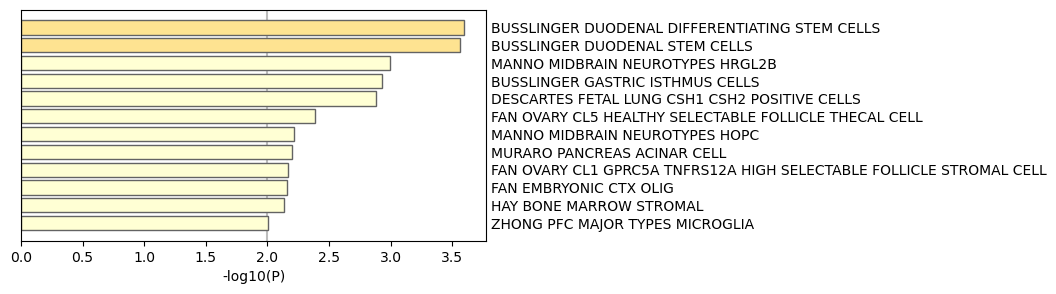 BUSSLINGER DUODENAL DIFFERENTIATING STEM CELLS
BUSSLINGER DUODENAL STEM CELLS
MANNO MIDBRAIN NEUROTYPES HRGL2B
BUSSLINGER GASTRIC ISTHMUS CELLS
DESCARTES FETAL LUNG CSH1 CSH2 POSITIVE CELLS
FAN OVARY CL5 HEALTHY SELECTABLE FOLLICLE THECAL CELL
MANNO MIDBRAIN NEUROTYPES HOPC
MURARO PANCREAS ACINAR CELL
FAN OVARY CL1 GPRC5A TNFRS12A HIGH SELECTABLE FOLLICLE STROMAL CELL
FAN EMBRYONIC CTX OLIG
HAY BONE MARROW STROMAL
ZHONG PFC MAJOR TYPES MICROGLIA
0.0 0.5 1.0 1.5 2.0 2.5 3.0 3.5
-log10(P)